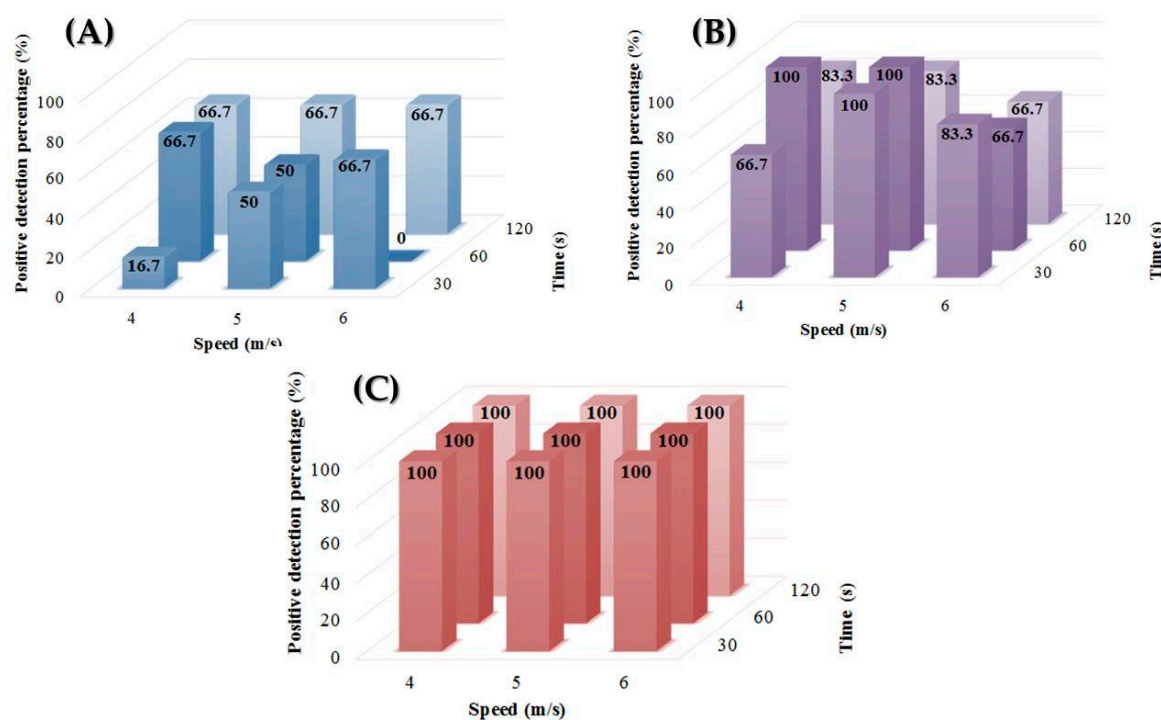 (A)
Positive detection percentage (%)
100
80
60
40
20
0
66.7 66.7 66.7
66.7 50 0
16.7 50 66.7
120
60
30
Time (s)
4 5 6
Speed (m/s)
(B)
Positive detection percentage (%)
100
80
60
40
20
0
83.3 83.3 66.7
100 100 66.7
66.7 100 83.3
120
60
30
Time (s)
4 5 6
Speed (m/s)
(C)
Positive detection percentage (%)
100
80
60
40
20
0
100 100 100
100 100 100
100 100 100
120
60
30
Time (s)
4 5 6
Speed (m/s)